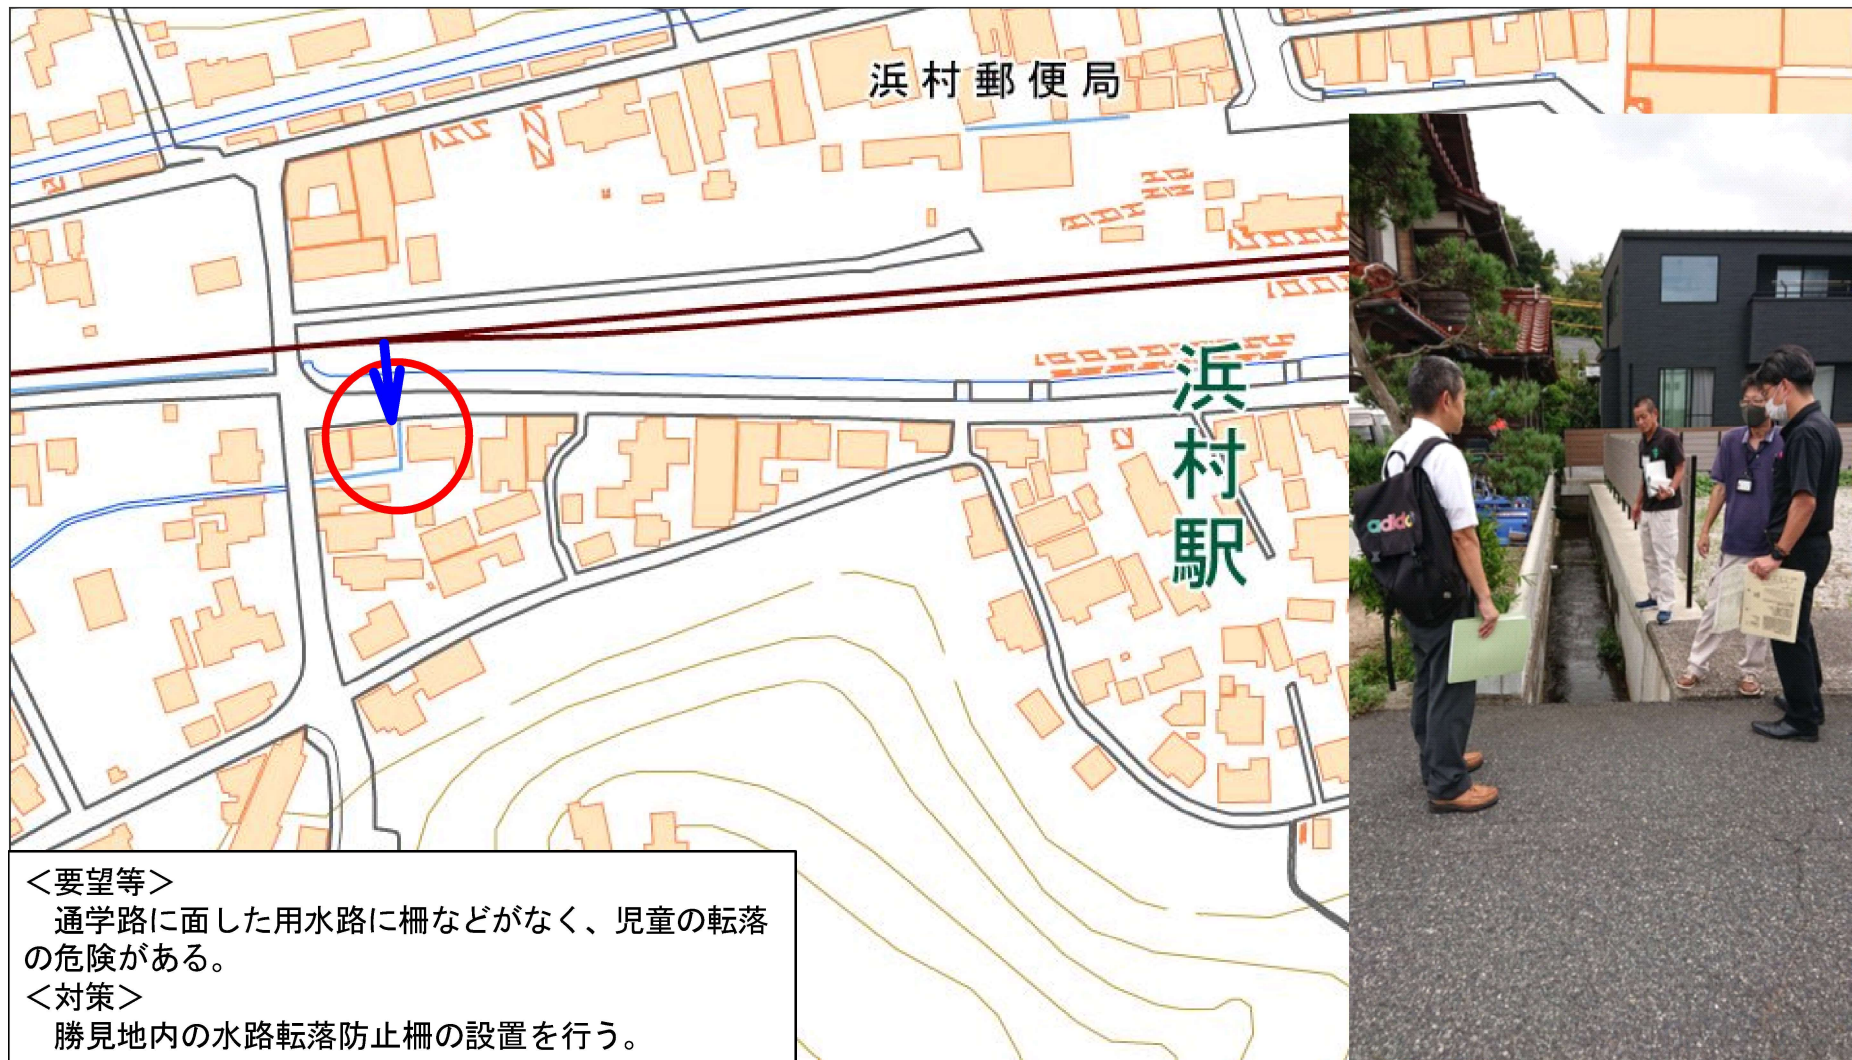 浜村郵便局
浜村駅
adidas
＜要望等＞
　通学路に面した用水路に柵などがなく、児童の転落
の危険がある。
＜対策＞
　勝見地内の水路転落防止柵の設置を行う。